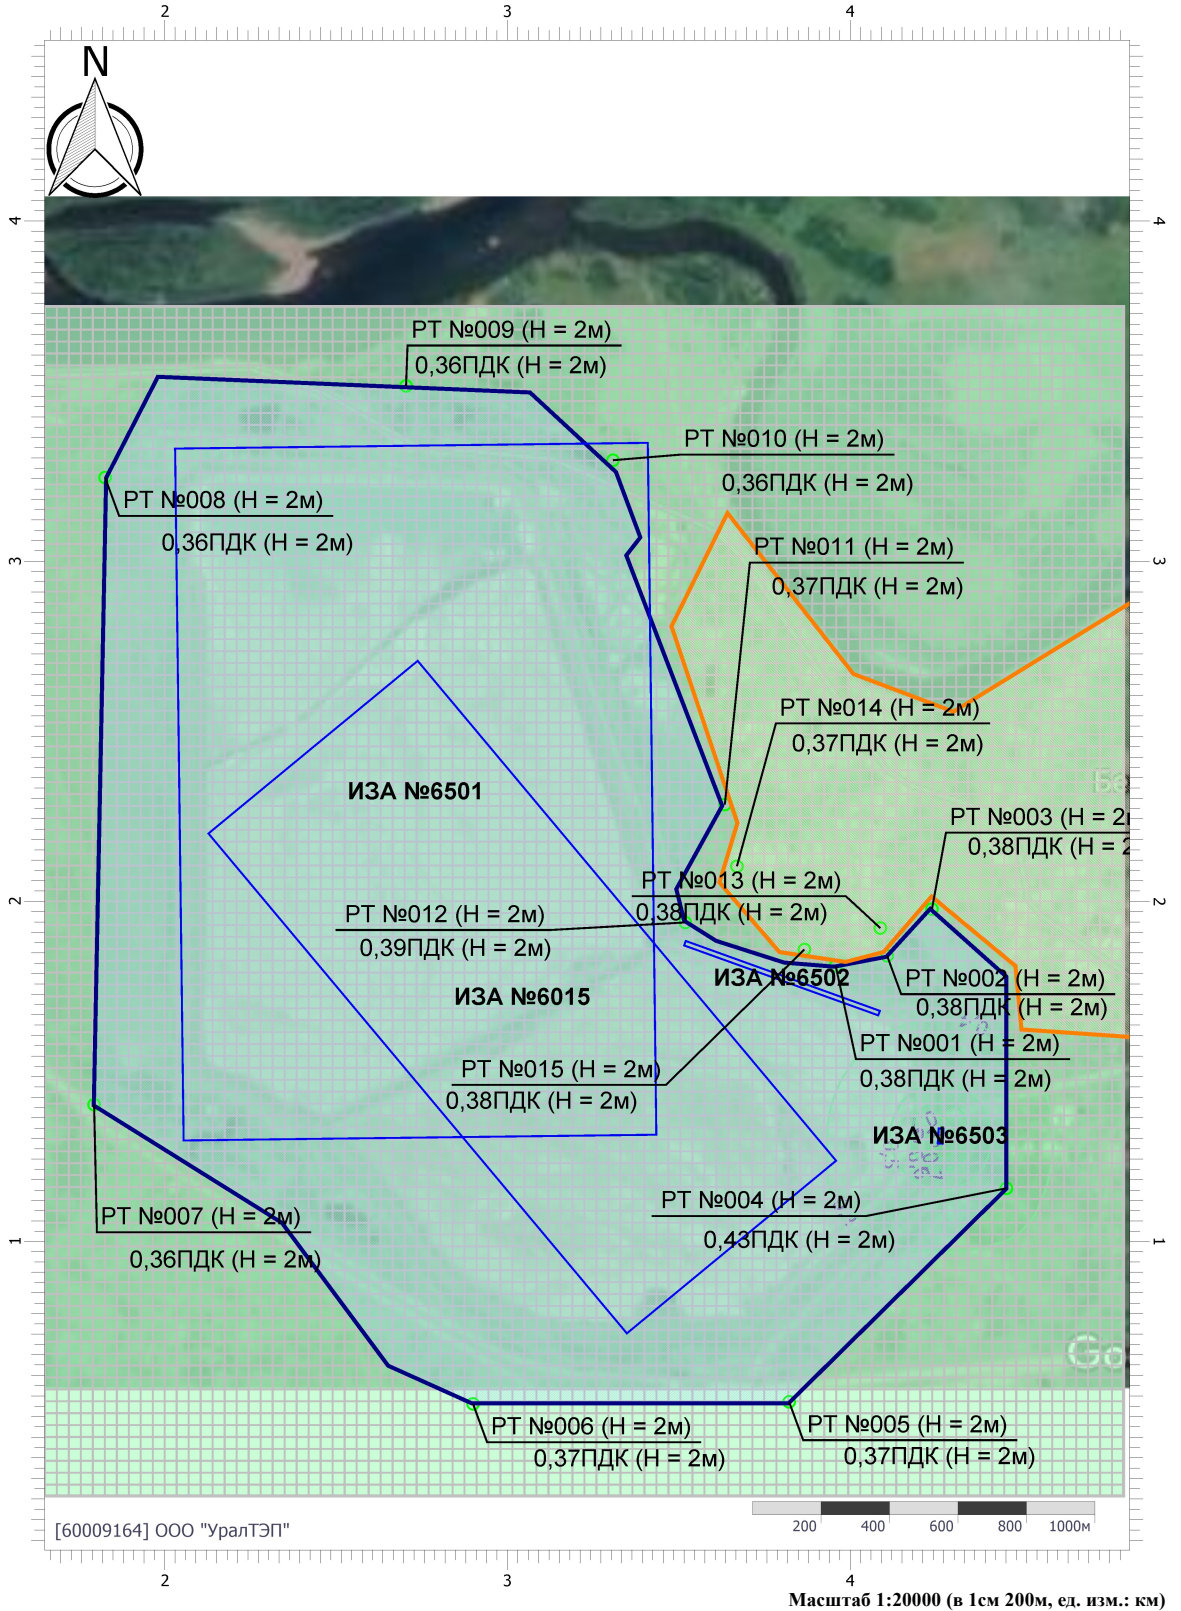 2 3 4
N
4 4
РТ №009 (Н = 2м)
0,36ПДК (Н = 2м)
РТ №010 (Н = 2м)
0,36ПДК (Н = 2м)
РТ №008 (Н = 2м)
0,36ПДК (Н = 2м)
3 3
РТ №011 (Н = 2м)
0,37ПДК (Н = 2м)
РТ №014 (Н = 2м)
0,37ПДК (Н = 2м)
Бе
ИЗА №6501
РТ №003 (Н = 2
0,38ПДК (Н = 2
РТ №013 (Н = 2м)
0,38ПДК (Н = 2м)
2 2
РТ №012 (Н = 2м)
0,39ПДК (Н = 2м)
ИЗА №6502
РТ №002 (Н = 2м)
0,38ПДК (Н = 2м)
ИЗА №6015
РТ №001 (Н = 2м)
0,38ПДК (Н = 2м)
РТ №015 (Н = 2м)
0,38ПДК (Н = 2м)
ИЗА №6503
РТ №004 (Н = 2м)
0,43ПДК (Н = 2м)
РТ №007 (Н = 2м)
0,36ПДК (Н = 2м)
1 1
Go
РТ №006 (Н = 2м)
0,37ПДК (Н = 2м)
РТ №005 (Н = 2м)
0,37ПДК (Н = 2м)
200 400 600 800 1000м
[60009164] ООО "УралТЭП"
2 3 4
Масштаб 1:20000 (в 1см 200м, ед. изм.: км)